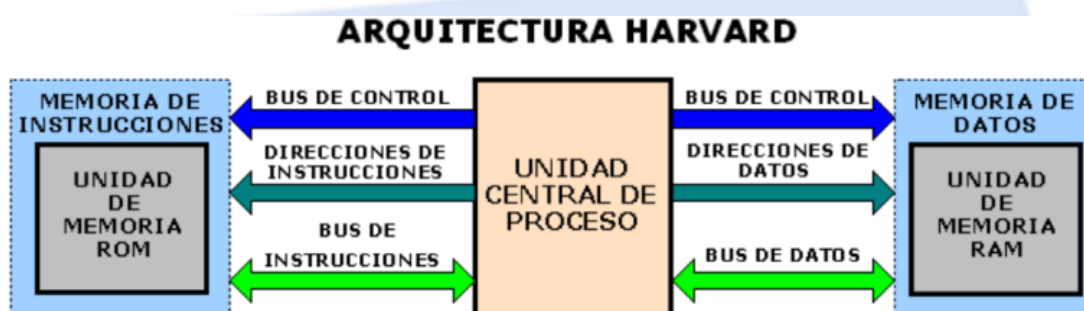 ARQUITECTURA HARVARD
MEMORIA DE
INSTRUCCIONES
UNIDAD
DE
MEMORIA
ROM
BUS DE CONTROL
DIRECCIONES DE
INSTRUCCIONES
BUS DE
INSTRUCCIONES
UNIDAD
CENTRAL DE
PROCESO
BUS DE CONTROL
DIRECCIONES DE
DATOS
BUS DE DATOS
MEMORIA DE
DATOS
UNIDAD
DE
MEMORIA
RAM